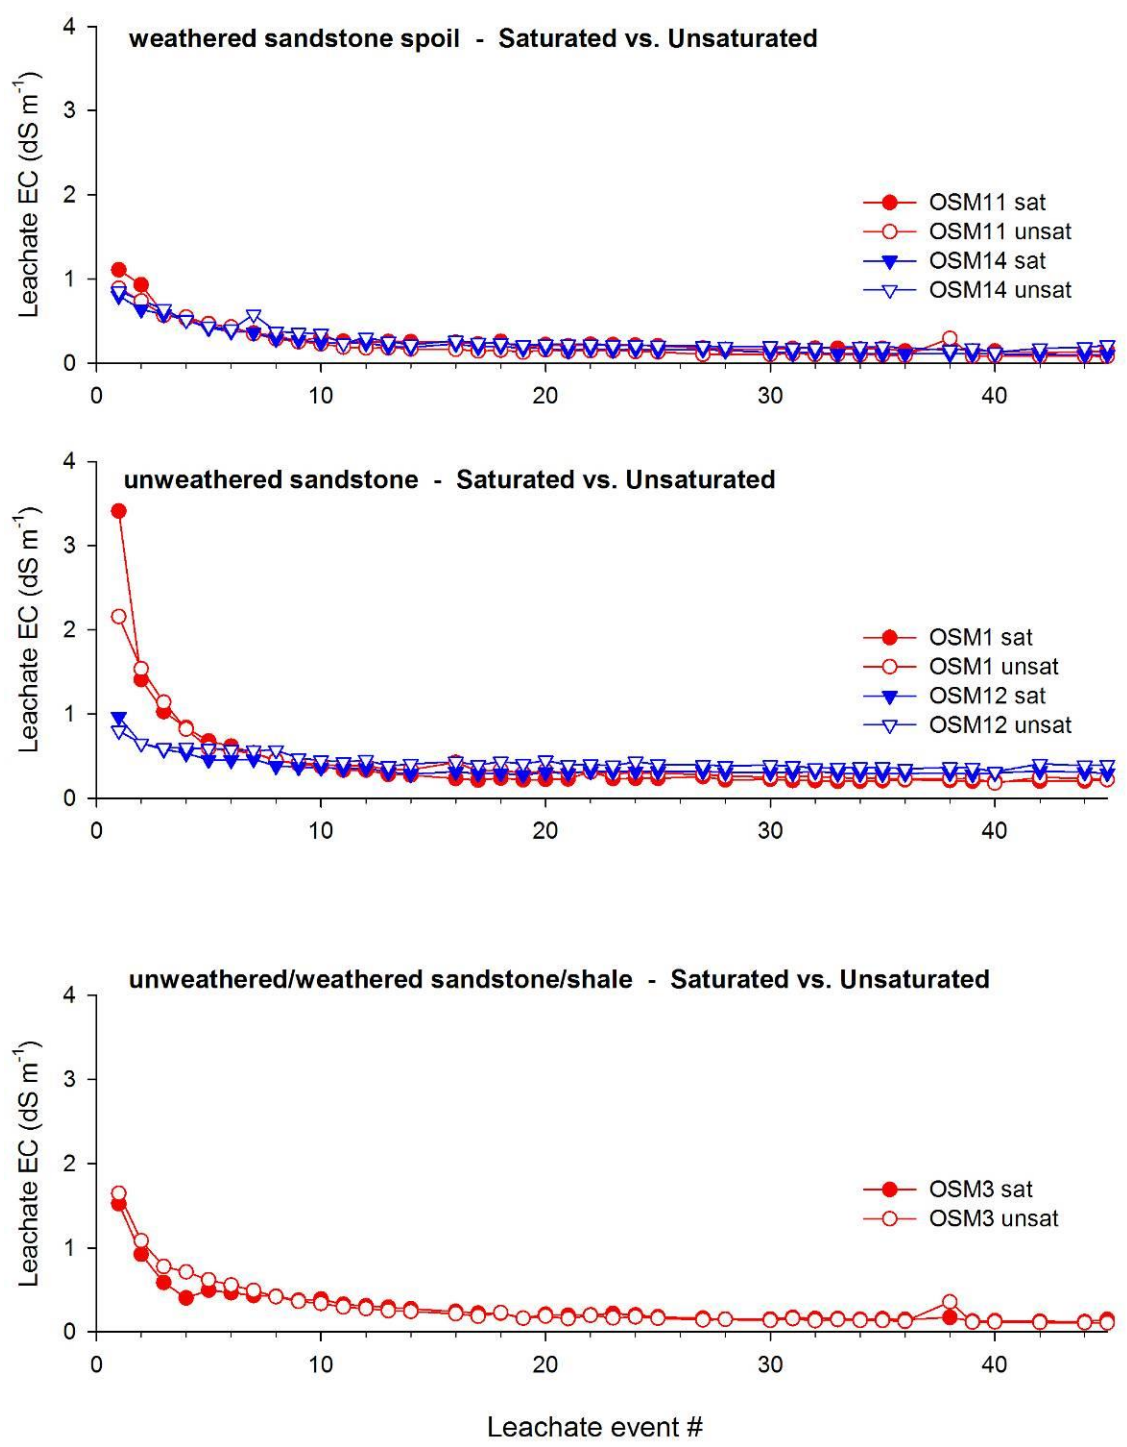 weathered sandstone spoil - Saturated vs. Unsaturated
Leachate EC (dS m⁻¹)
4
3
2
1
0
0 10 20 30 40
OSM11 sat
OSM11 unsat
OSM14 sat
OSM14 unsat
unweathered sandstone - Saturated vs. Unsaturated
Leachate EC (dS m⁻¹)
4
3
2
1
0
0 10 20 30 40
OSM1 sat
OSM1 unsat
OSM12 sat
OSM12 unsat
unweathered/weathered sandstone/shale - Saturated vs. Unsaturated
Leachate EC (dS m⁻¹)
4
3
2
1
0
0 10 20 30 40
OSM3 sat
OSM3 unsat
Leachate event #